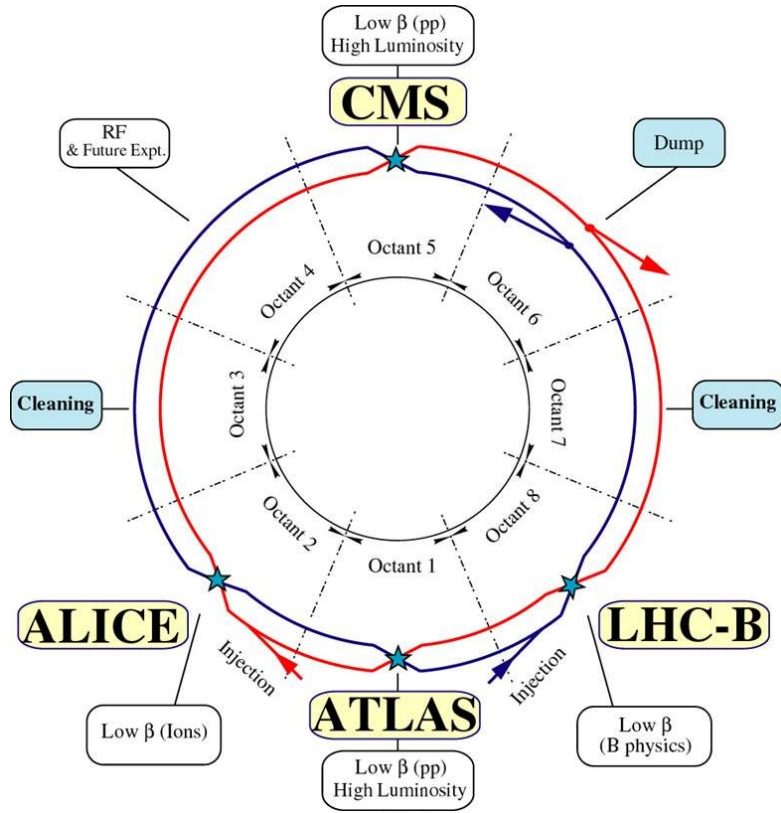 Low β (pp)
High Luminosity
CMS
RF
& Future Expt.
Dump
Octant 5
Octant 4
Octant 6
Octant 3
Octant 7
Cleaning
Cleaning
Octant 2
Octant 8
Octant 1
ALICE
LHC-B
Injection
Injection
ATLAS
Low β (Ions)
Low β
(B physics)
Low β (pp)
High Luminosity